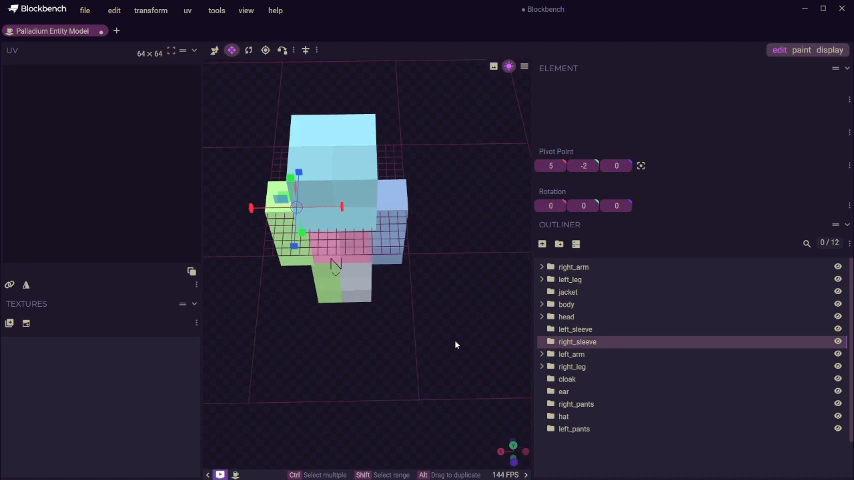 Blockbench
file
edit
transform
uv
tools
view
help
● Blockbench
Palladium Entity Model
UV
64 × 64
edit
paint
display
ELEMENT
Pivot Point
5
-2
0
Rotation
0
0
0
OUTLINER
0 / 12
TEXTURES
right_arm
left_leg
jacket
body
head
left_sleeve
right_sleeve
left_arm
right_leg
cloak
ear
right_pants
hat
left_pants
N
Ctrl Select multiple
Shift Select range
Alt Drag to duplicate
144 FPS